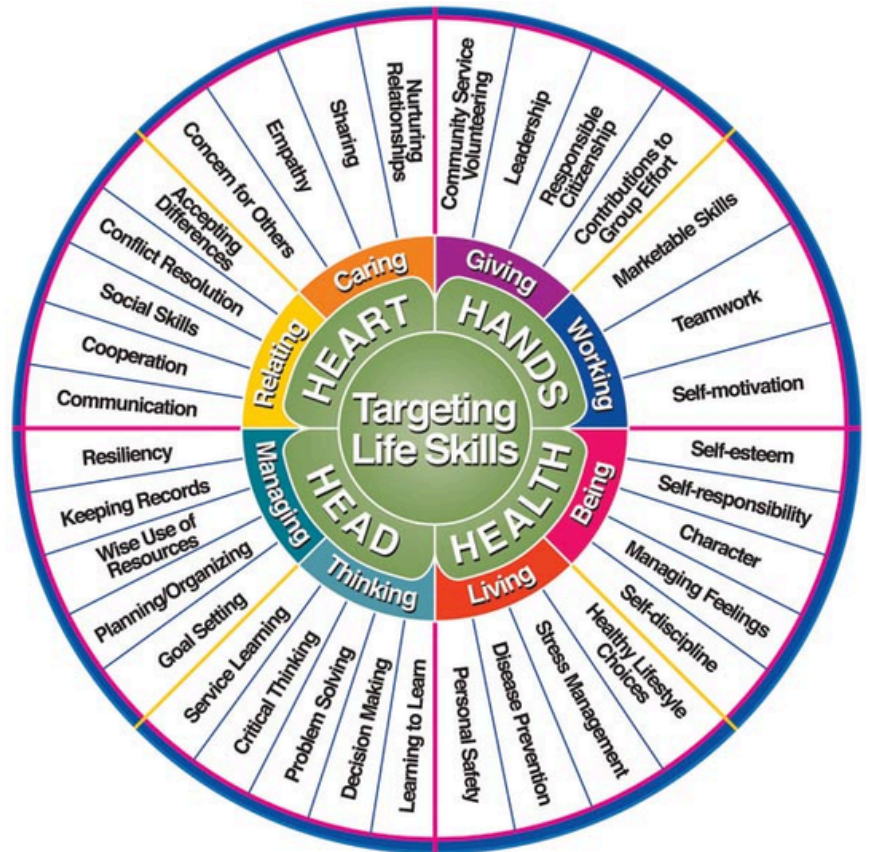 Targeting
Life Skills
HEART
HANDS
HEALTH
HEAD
Caring
Giving
Working
Being
Living
Thinking
Managing
Relating
Nurturing
Relationships
Sharing
Empathy
Concern for Others
Community Service
Volunteering
Leadership
Responsible
Citizenship
Contributions to
Group Effort
Marketable Skills
Teamwork
Self-motivation
Self-esteem
Self-responsibility
Character
Managing Feelings
Self-discipline
Healthy Lifestyle
Choices
Stress Management
Disease Prevention
Personal Safety
Learning to Learn
Decision Making
Problem Solving
Critical Thinking
Service Learning
Goal Setting
Planning/Organizing
Wise Use of
Resources
Keeping Records
Resiliency
Communication
Cooperation
Social Skills
Conflict Resolution
Accepting
Differences